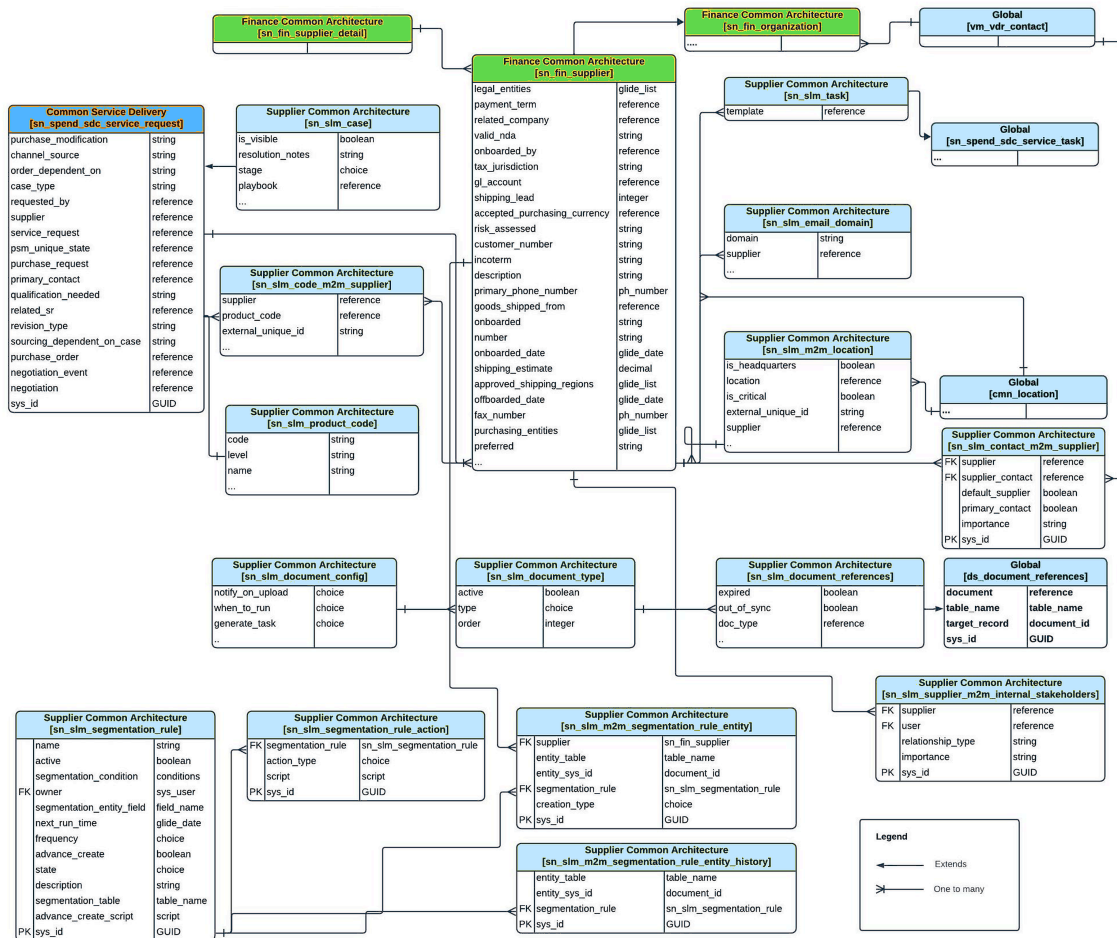 Finance Common Architecture
[sn_fin_supplier_detail]
Finance Common Architecture
[sn_fin_organization]
....
Global
[vm_vdr_contact]
Finance Common Architecture
[sn_fin_supplier]
legal_entities glide_list
payment_term reference
related_company reference
valid_nda string
onboarded_by reference
tax_jurisdiction string
gl_account reference
shipping_lead integer
accepted_purchasing_currency reference
risk_assessed string
customer_number string
incoterm string
description string
primary_phone_number ph_number
goods_shipped_from reference
onboarded string
number string
onboarded_date glide_date
shipping_estimate decimal
approved_shipping_regions glide_list
offboarded_date glide_date
fax_number ph_number
purchasing_entities glide_list
preferred string
...
Common Service Delivery
[sn_spend_sdc_service_request]
purchase_modification string
channel_source string
order_dependent_on string
case_type string
requested_by reference
supplier reference
service_request reference
psm_unique_state reference
purchase_request reference
primary_contact reference
qualification_needed string
related_sr reference
revision_type string
sourcing_dependent_on_case string
purchase_order reference
negotiation_event reference
negotiation reference
sys_id GUID
Supplier Common Architecture
[sn_slm_case]
is_visible boolean
resolution_notes string
stage choice
playbook reference
...
Supplier Common Architecture
[sn_slm_code_m2m_supplier]
supplier reference
product_code reference
external_unique_id string
...
Supplier Common Architecture
[sn_slm_product_code]
code string
level string
name string
...
Supplier Common Architecture
[sn_slm_task]
template reference
Global
[sn_spend_sdc_service_task]
...
Supplier Common Architecture
[sn_slm_email_domain]
domain string
supplier reference
...
Supplier Common Architecture
[sn_slm_m2m_location]
is_headquarters boolean
location reference
is_critical boolean
external_unique_id string
supplier reference
..
Global
[cmn_location]
...
Supplier Common Architecture
[sn_slm_contact_m2m_supplier]
FK supplier reference
FK supplier_contact reference
default_supplier boolean
primary_contact boolean
importance string
PK sys_id GUID
Supplier Common Architecture
[sn_slm_document_config]
notify_on_upload choice
when_to_run choice
generate_task choice
..
Supplier Common Architecture
[sn_slm_document_type]
active boolean
type choice
order integer
Supplier Common Architecture
[sn_slm_document_references]
expired boolean
out_of_sync boolean
doc_type reference
..
Global
[ds_document_references]
document reference
table_name table_name
target_record document_id
sys_id GUID
Supplier Common Architecture
[sn_slm_supplier_m2m_internal_stakeholders]
FK supplier reference
FK user reference
relationship_type string
importance string
PK sys_id GUID
Supplier Common Architecture
[sn_slm_segmentation_rule]
name string
active boolean
segmentation_condition conditions
FK owner sys_user
segmentation_entity_field field_name
next_run_time glide_date
frequency choice
advance_create boolean
state choice
description string
segmentation_table table_name
advance_create_script script
PK sys_id GUID
Supplier Common Architecture
[sn_slm_segmentation_rule_action]
FK segmentation_rule sn_slm_segmentation_rule
action_type choice
script script
PK sys_id GUID
Supplier Common Architecture
[sn_slm_m2m_segmentation_rule_entity]
FK supplier sn_fin_supplier
entity_table table_name
entity_sys_id document_id
FK segmentation_rule sn_slm_segmentation_rule
creation_type choice
PK sys_id GUID
Supplier Common Architecture
[sn_slm_m2m_segmentation_rule_entity_history]
entity_table table_name
entity_sys_id document_id
FK segmentation_rule sn_slm_segmentation_rule
PK sys_id GUID
Legend
Extends
One to many